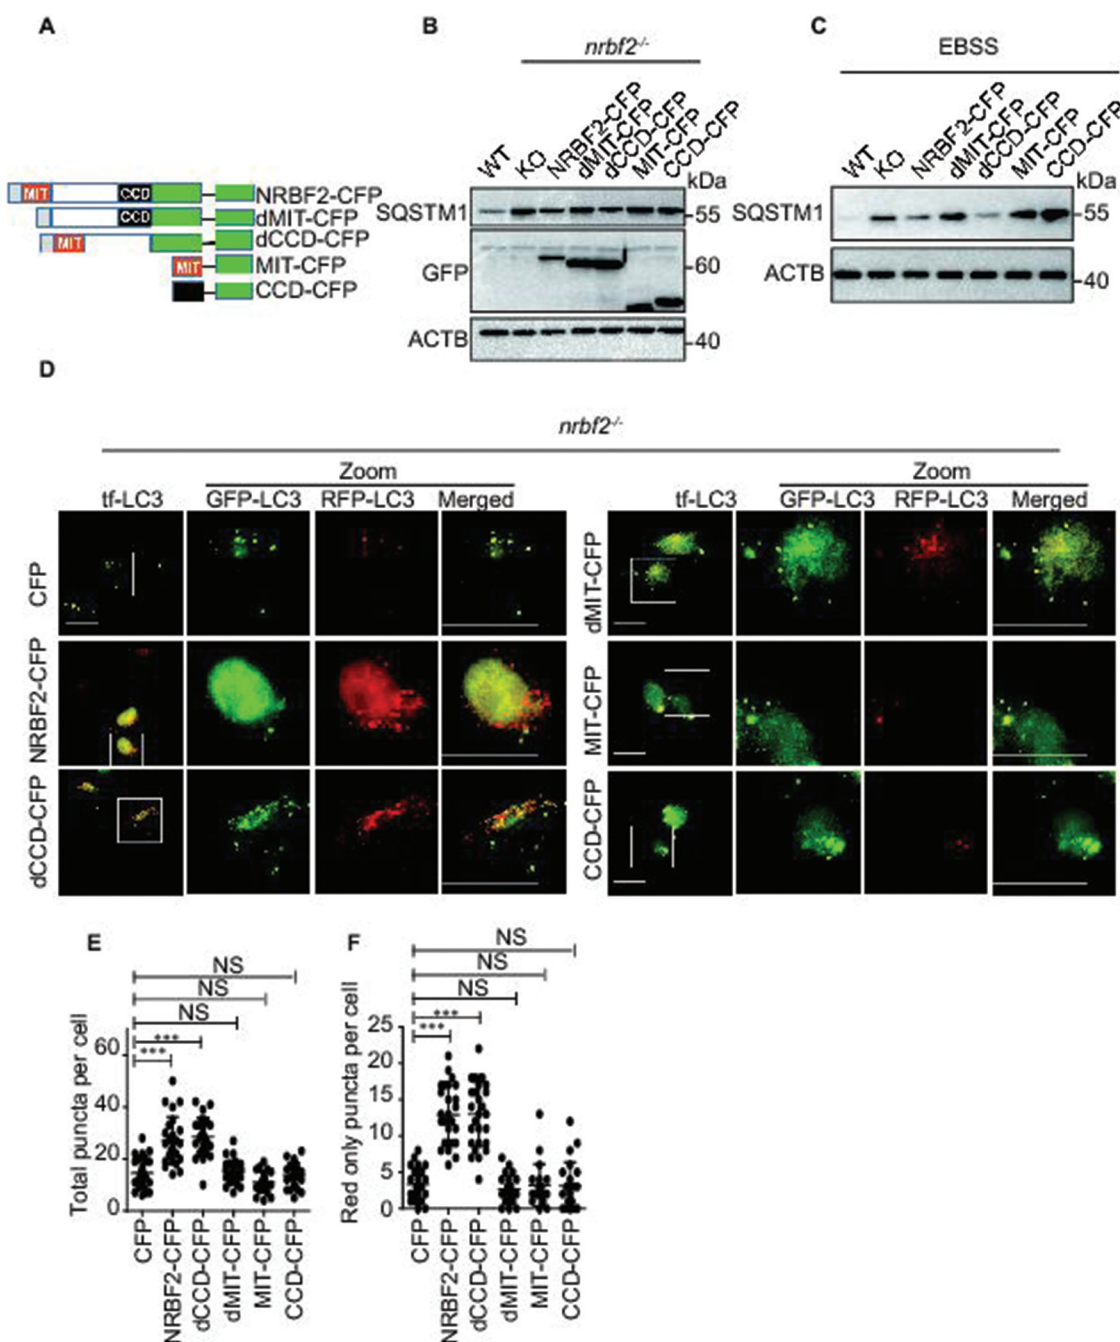 A
MIT CCD NRBF2-CFP
CCD dMIT-CFP
MIT dCCD-CFP
MIT MIT-CFP
CCD-CFP
B
nrbf2-/-
WT KO NRBF2-CFP dMIT-CFP dCCD-CFP MIT-CFP CCD-CFP
kDa
SQSTM1 55
GFP 60
ACTB 40
C
EBSS
WT KO NRBF2-CFP dMIT-CFP dCCD-CFP MIT-CFP CCD-CFP
kDa
SQSTM1 55
ACTB 40
D
nrbf2-/-
Zoom
tf-LC3 GFP-LC3 RFP-LC3 Merged
CFP
NRBF2-CFP
dCCD-CFP
Zoom
tf-LC3 GFP-LC3 RFP-LC3 Merged
dMIT-CFP
MIT-CFP
CCD-CFP
E
NS
NS
NS
***
***
Total puncta per cell
60
40
20
0
CFP NRBF2-CFP dCCD-CFP dMIT-CFP MIT-CFP CCD-CFP
F
NS
NS
NS
***
***
Red only puncta per cell
25
20
15
10
5
0
CFP NRBF2-CFP dCCD-CFP dMIT-CFP MIT-CFP CCD-CFP